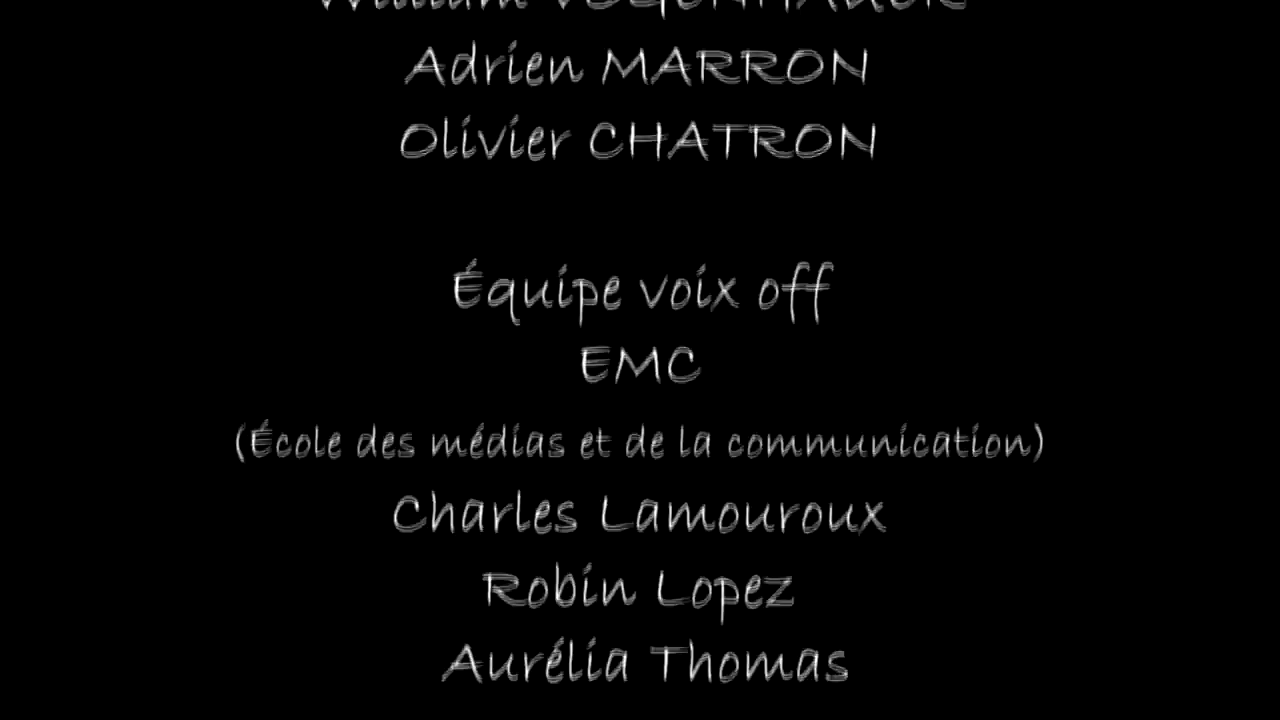 William
Adrien MARRON
Olivier CHATRON
Équipe voix off
EMC
(École des médias et de la communication)
Charles Lamouroux
Robin Lopez
Aurélia Thomas